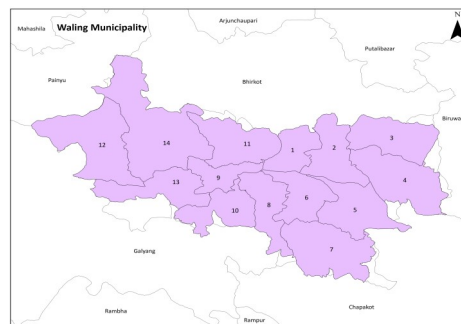 Mahashila
Waling Municipality
Arjunchaupari
N
Putalibazar
Painyu
Bhirkot
Biruwa
3
2
12
14
11
1
4
13
9
6
5
10
8
7
Galyang
Chapakot
Rambha
Rampur